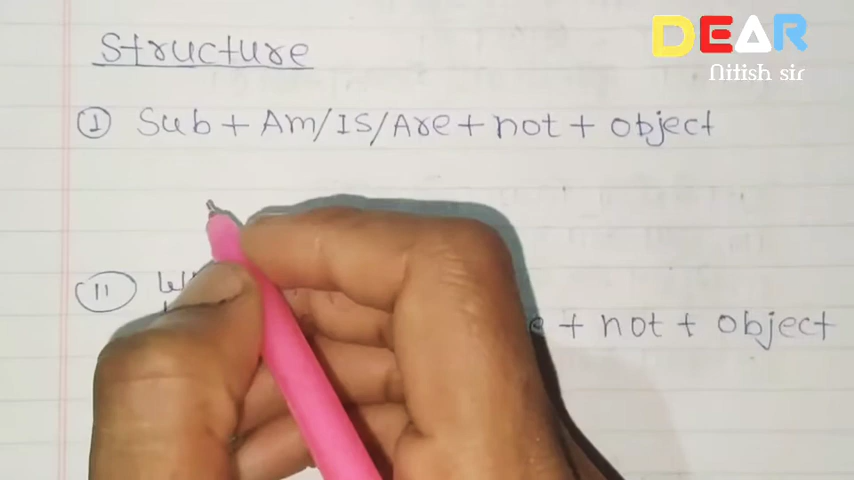 DEAR
Nitish sir
Structure
I Sub + Am/IS/Are + not + object
II
+ not + object